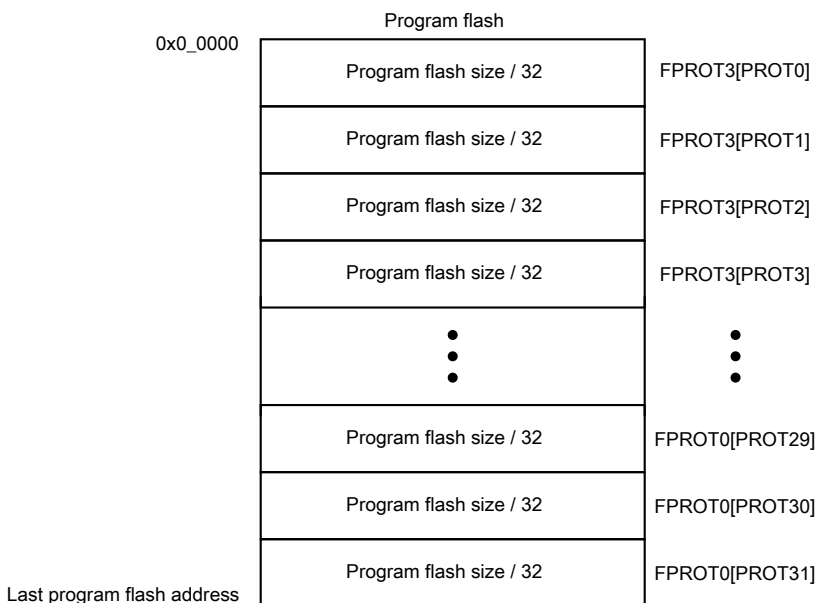 Program flash
0x0_0000
Program flash size / 32 FPROT3[PROT0]
Program flash size / 32 FPROT3[PROT1]
Program flash size / 32 FPROT3[PROT2]
Program flash size / 32 FPROT3[PROT3]
Program flash size / 32 FPROT0[PROT29]
Program flash size / 32 FPROT0[PROT30]
Program flash size / 32 FPROT0[PROT31]
Last program flash address